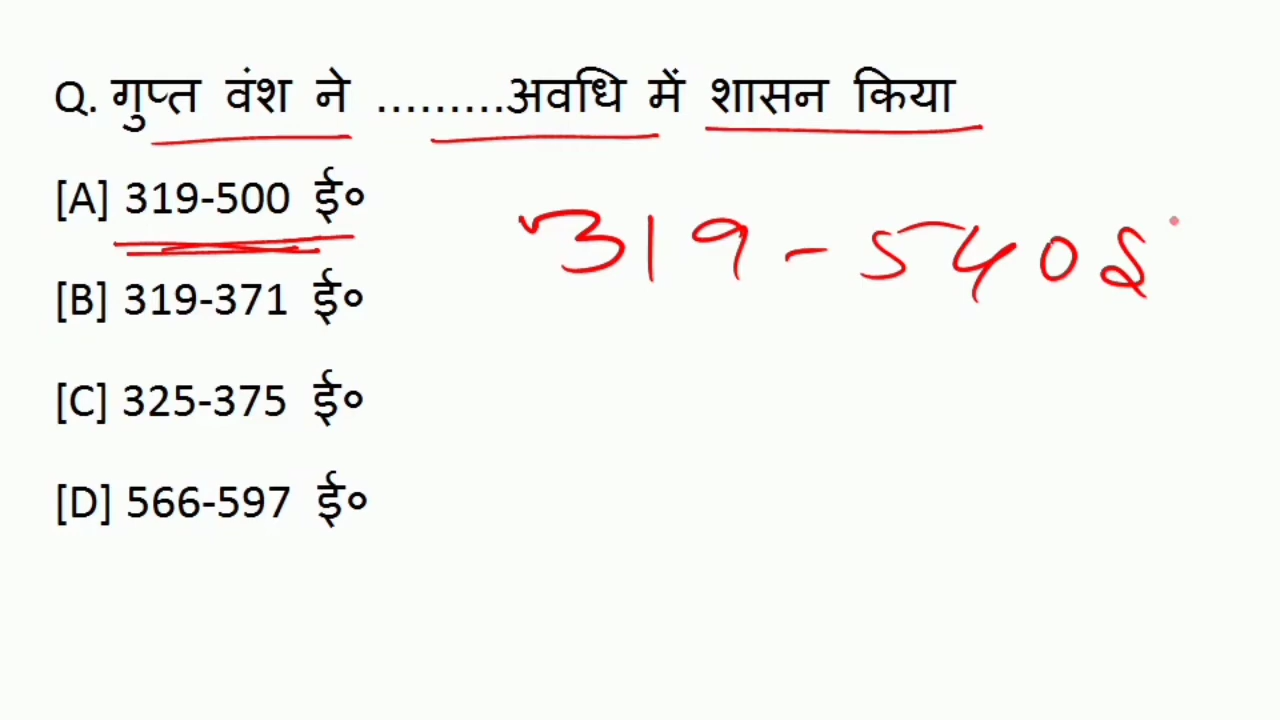 Q. गुप्त वंश ने .........अवधि में शासन किया
[A] 319-500 ई०
319-540 ई
[B] 319-371 ई०
[C] 325-375 ई०
[D] 566-597 ई०